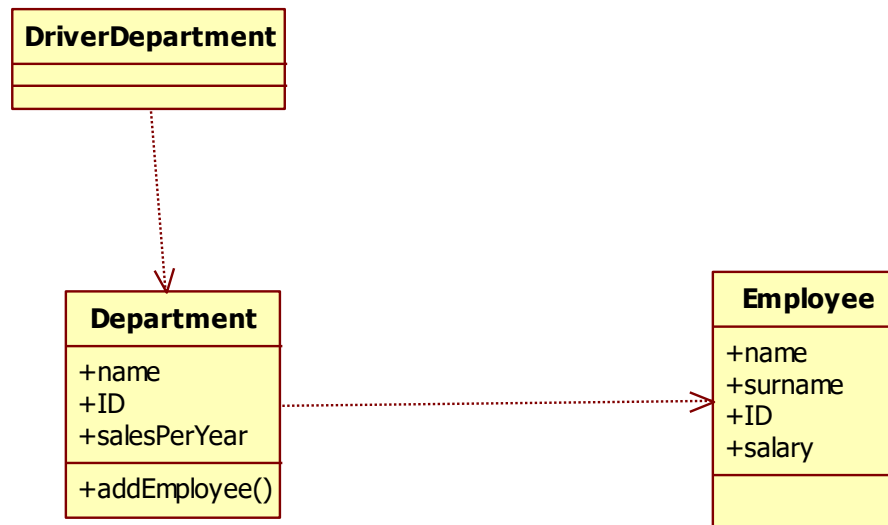 DriverDepartment
Department
+name
+ID
+salesPerYear
+addEmployee()
Employee
+name
+surname
+ID
+salary